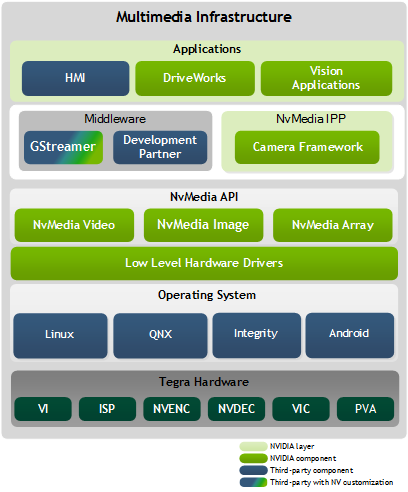 Multimedia Infrastructure
Applications
HMI
DriveWorks
Vision
Applications
Middleware
GStreamer
Development
Partner
NvMedia IPP
Camera Framework
NvMedia API
NvMedia Video
NvMedia Image
NvMedia Array
Low Level Hardware Drivers
Operating System
Linux
QNX
Integrity
Android
Tegra Hardware
VI
ISP
NVENC
NVDEC
VIC
PVA
NVIDIA layer
NVIDIA component
Third-party component
Third-party with NV customization